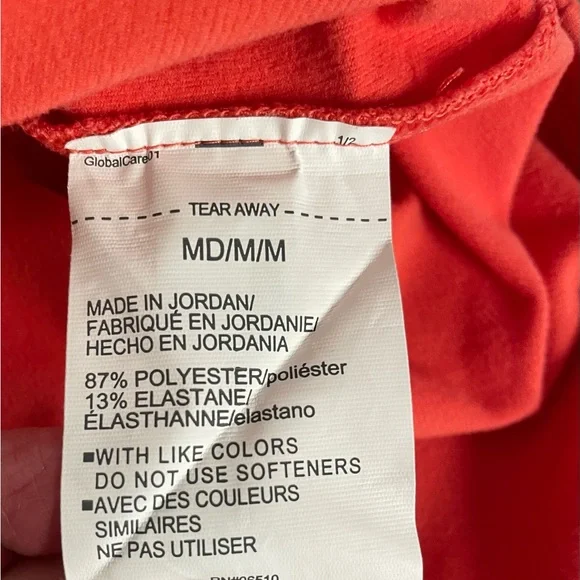 1/2
GlobalCare J1
TEAR AWAY
MD/M/M
MADE IN JORDAN/
FABRIQUÉ EN JORDANIE/
HECHO EN JORDANIA
87% POLYESTER/poliéster
13% ELASTANE/
ÉLASTHANNE/elastano
■WITH LIKE COLORS
DO NOT USE SOFTENERS
■AVEC DES COULEURS
SIMILAIRES
NE PAS UTILISER